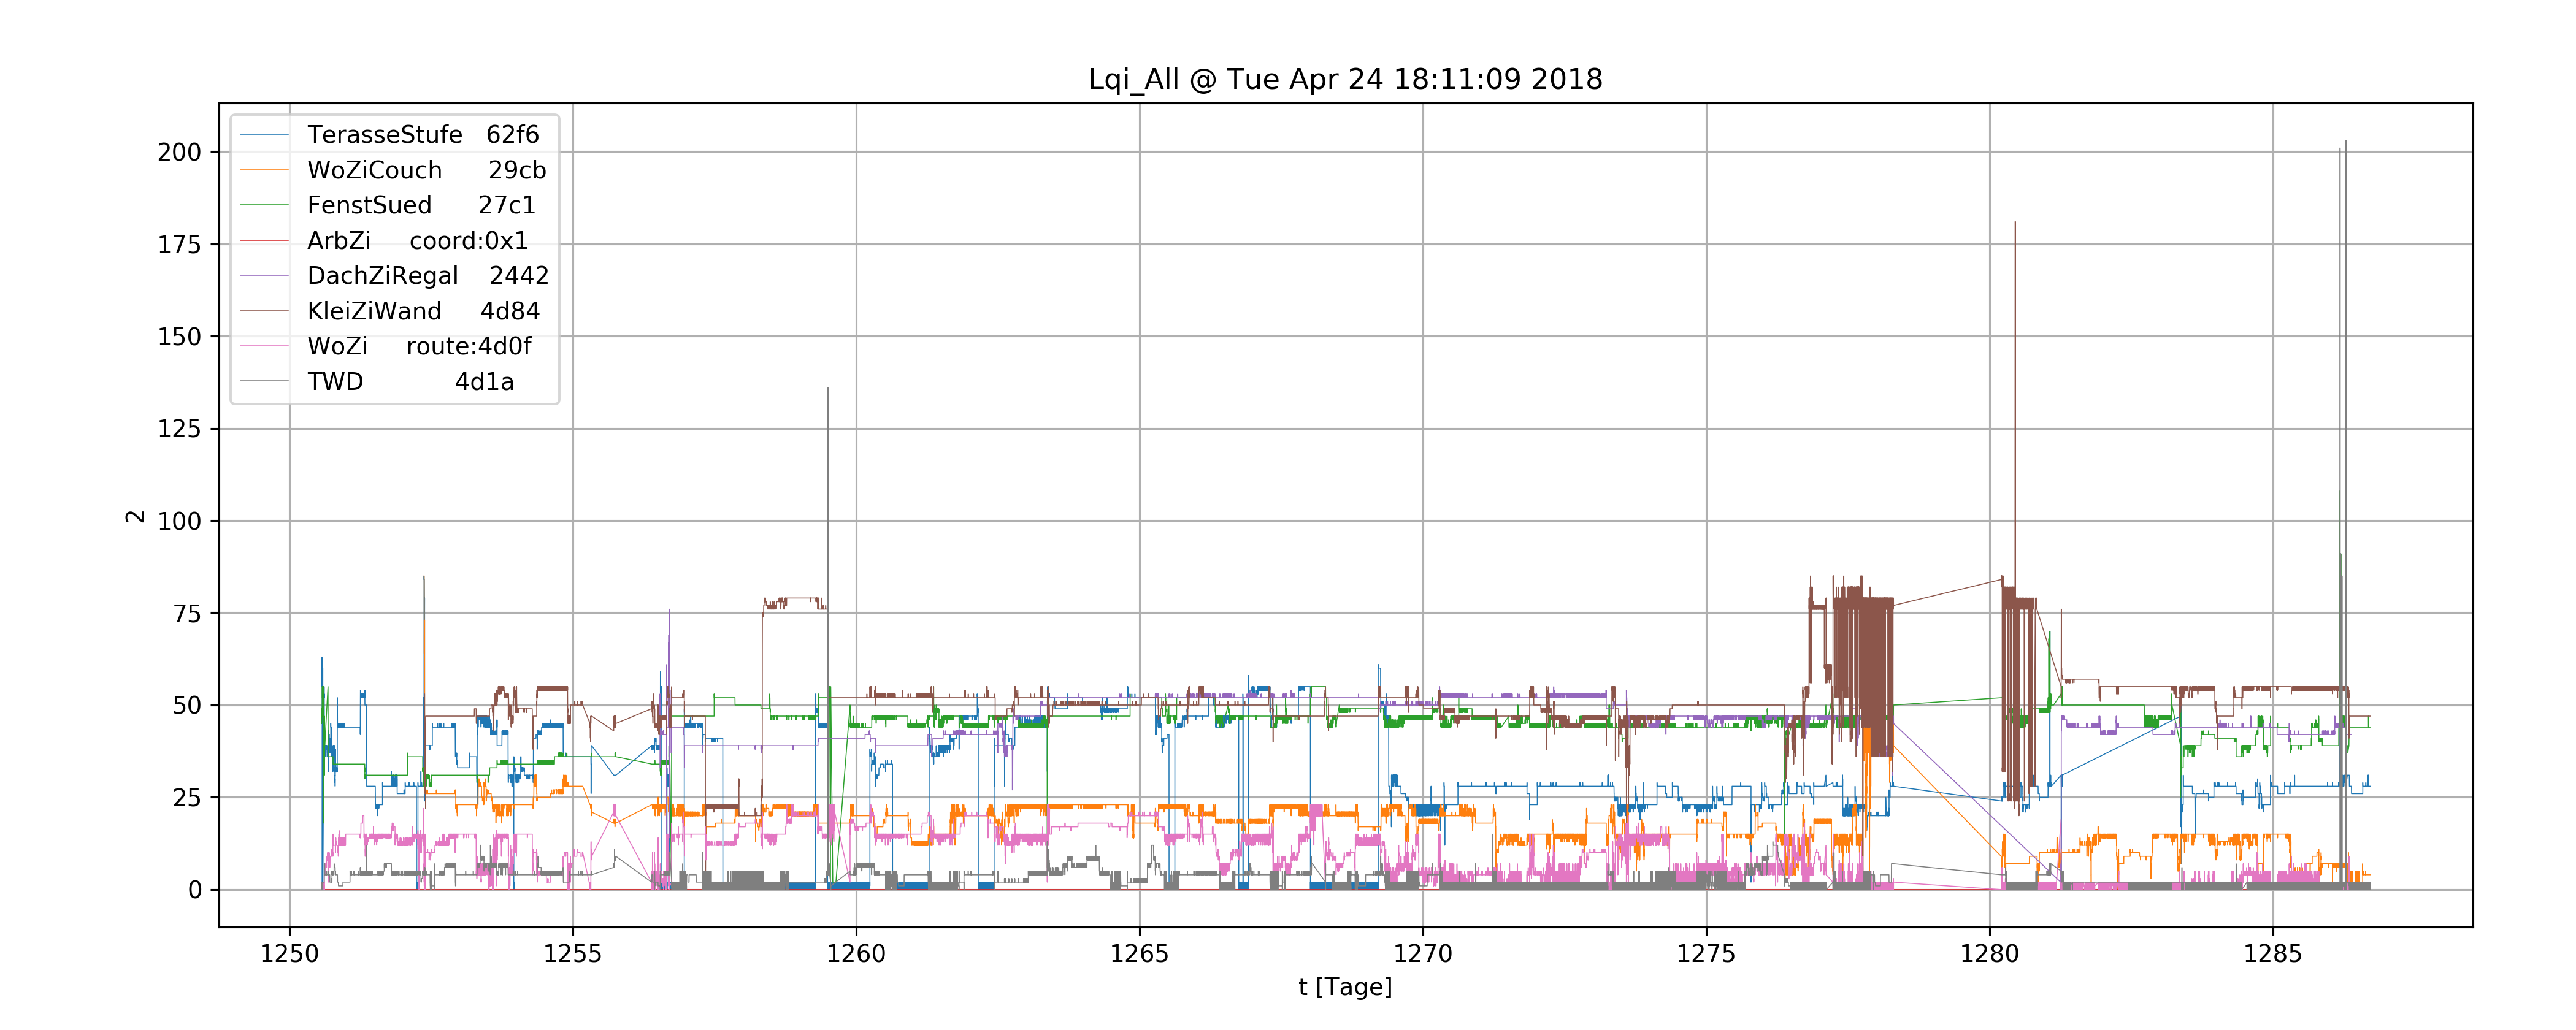 Lqi_All @ Tue Apr 24 18:11:09 2018
TerasseStufe 62f6
WoZiCouch 29cb
FenstSued 27c1
ArbZi coord:0x1
DachZiRegal 2442
KleiZiWand 4d84
WoZi route:4d0f
TWD 4d1a
200
175
150
125
100
75
50
25
0
2
1250 1255 1260 1265 1270 1275 1280 1285
t [Tage]